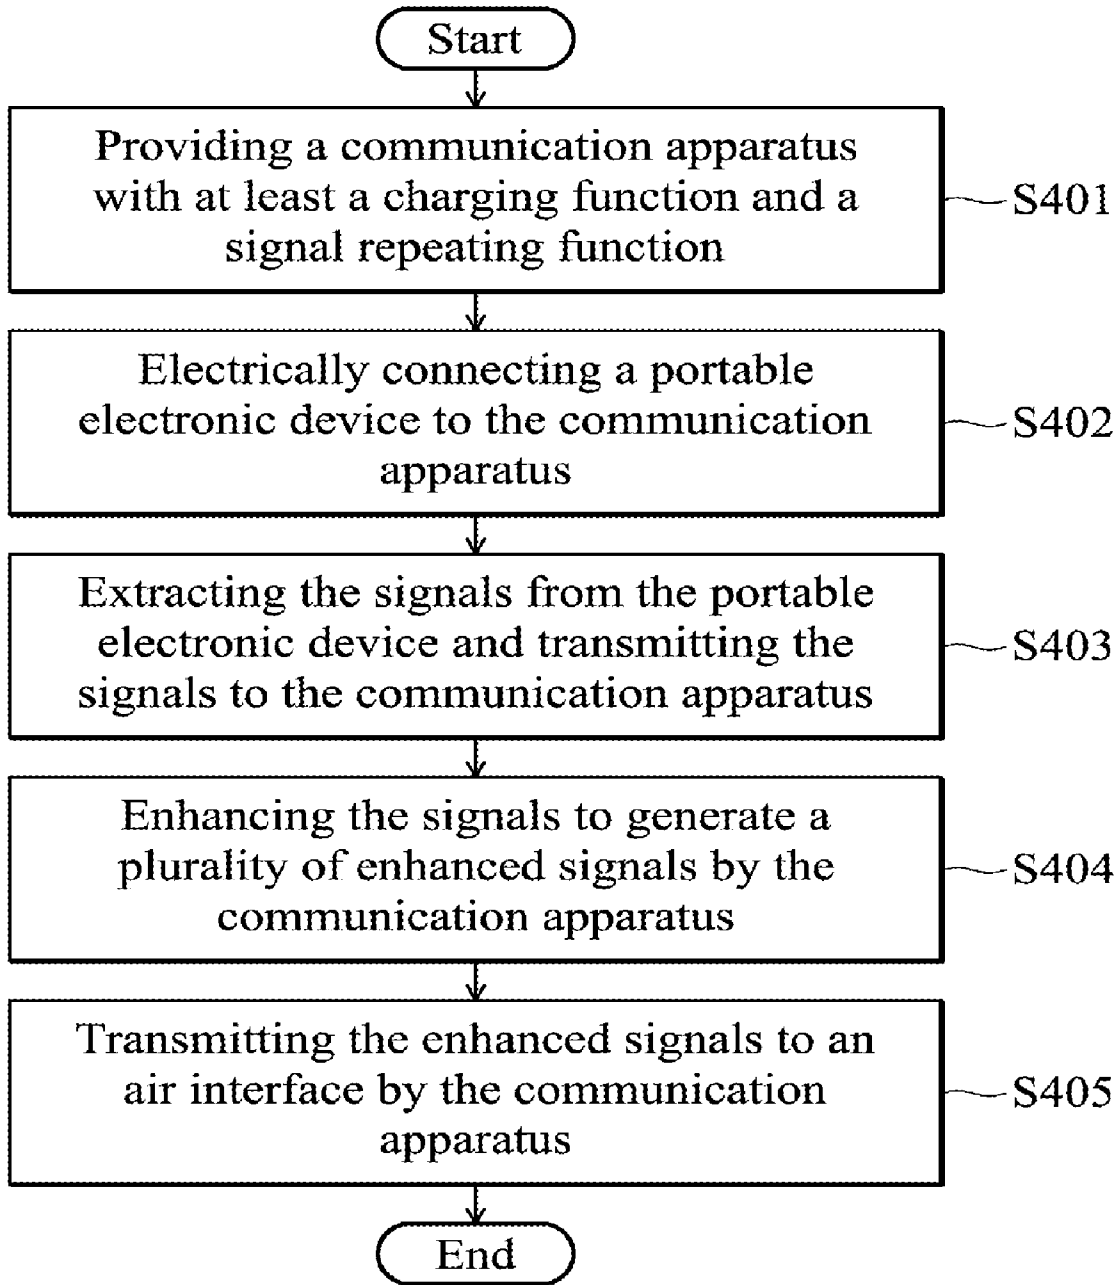 Start
Providing a communication apparatus
with at least a charging function and a
signal repeating function
S401
Electrically connecting a portable
electronic device to the communication
apparatus
S402
Extracting the signals from the portable
electronic device and transmitting the
signals to the communication apparatus
S403
Enhancing the signals to generate a
plurality of enhanced signals by the
communication apparatus
S404
Transmitting the enhanced signals to an
air interface by the communication
apparatus
S405
End